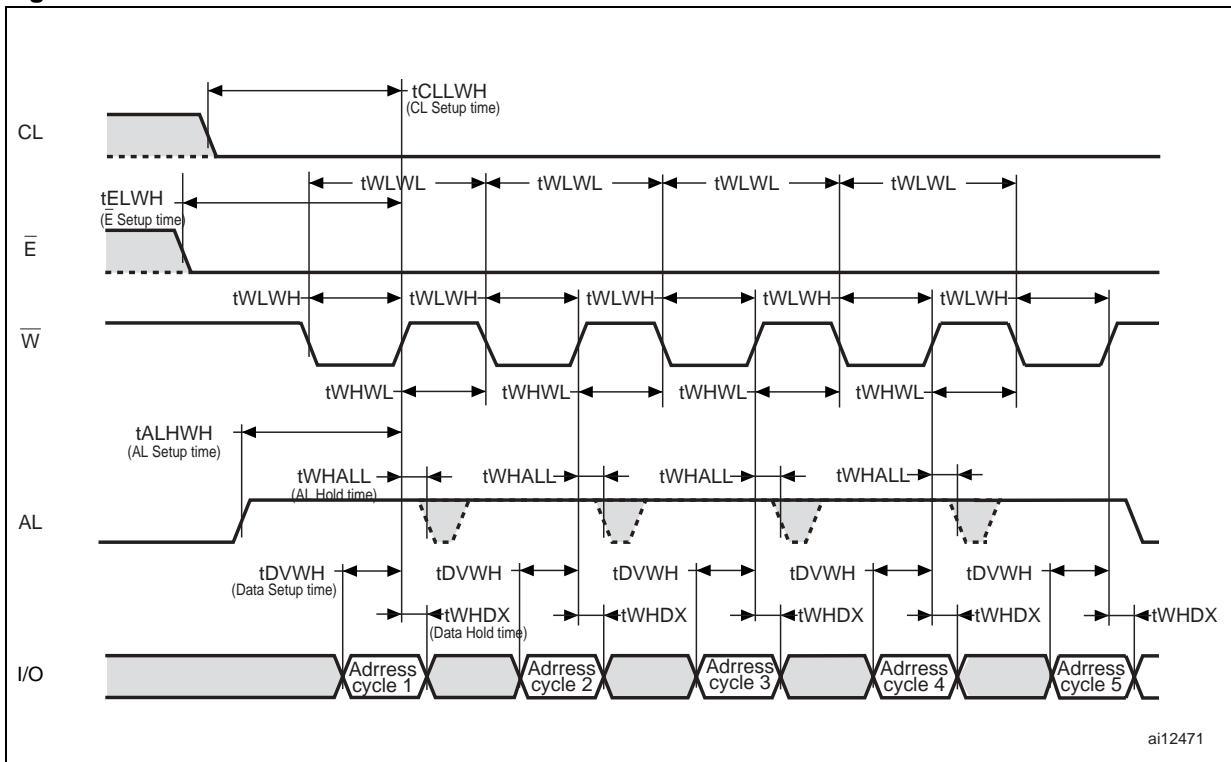 tCLLWH
(CL Setup time)
CL
tWLWL tWLWL tWLWL tWLWL
tELWH
(E Setup time)
E
tWLWH tWLWH tWLWH tWLWH tWLWH
W
tWHWL tWHWL tWHWL tWHWL
tALHWH
(AL Setup time)
tWHALL tWHALL tWHALL tWHALL
(AL Hold time)
AL
tDVWH tDVWH tDVWH tDVWH tDVWH
(Data Setup time)
tWHDX tWHDX tWHDX tWHDX tWHDX
(Data Hold time)
I/O
Adrress Adrress Adrress Adrress Adrress
cycle 1 cycle 2 cycle 3 cycle 4 cycle 5
ai12471